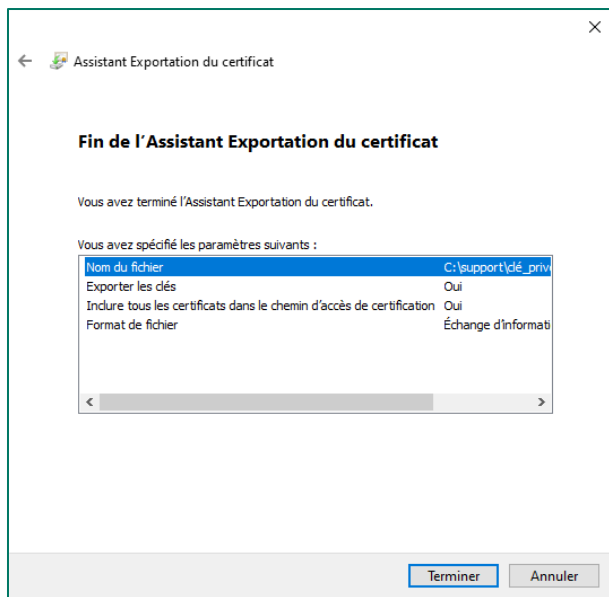 Assistant Exportation du certificat
Fin de l'Assistant Exportation du certificat
Vous avez terminé l'Assistant Exportation du certificat.
Vous avez spécifié les paramètres suivants :
Nom du fichier C:\support\clé_prive
Exporter les clés Oui
Inclure tous les certificats dans le chemin d'accès de certification Oui
Format de fichier Échange d'informati
Terminer Annuler